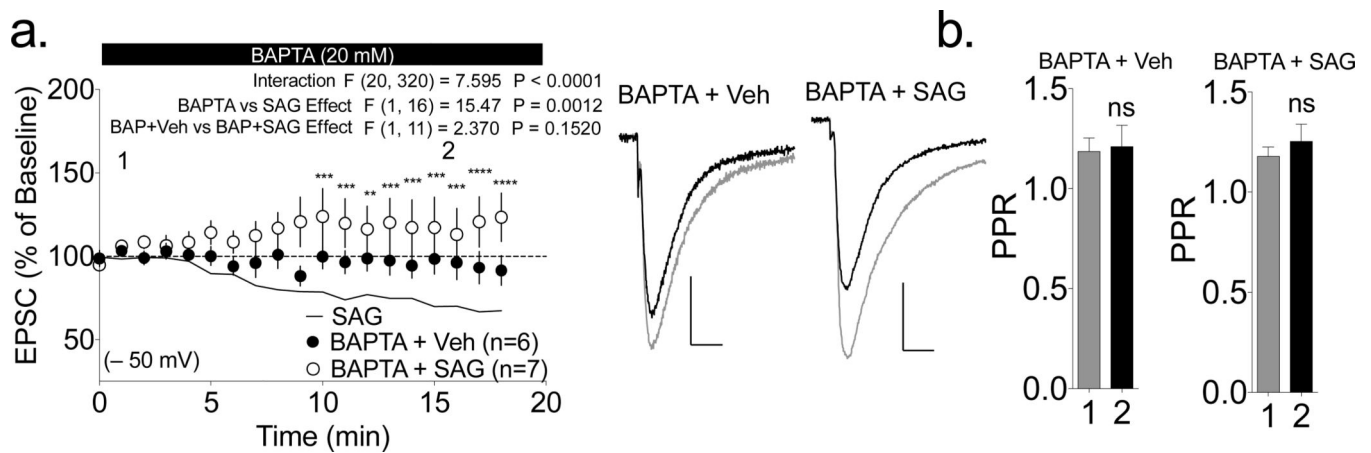 a.
BAPTA (20 mM)
Interaction F (20, 320) = 7.595 P < 0.0001
BAPTA vs SAG Effect F (1, 16) = 15.47 P = 0.0012
BAP+Veh vs BAP+SAG Effect F (1, 11) = 2.370 P = 0.1520
1
2
*** *** ** *** *** *** *** **** ****
200
150
100
50
EPSC (% of Baseline)
(– 50 mV)
SAG
BAPTA + Veh (n=6)
BAPTA + SAG (n=7)
0 5 10 15 20
Time (min)
BAPTA + Veh
BAPTA + SAG
b.
BAPTA + Veh
ns
1.5
1.0
0.5
0.0
PPR
1 2
BAPTA + SAG
ns
1.5
1.0
0.5
0.0
PPR
1 2